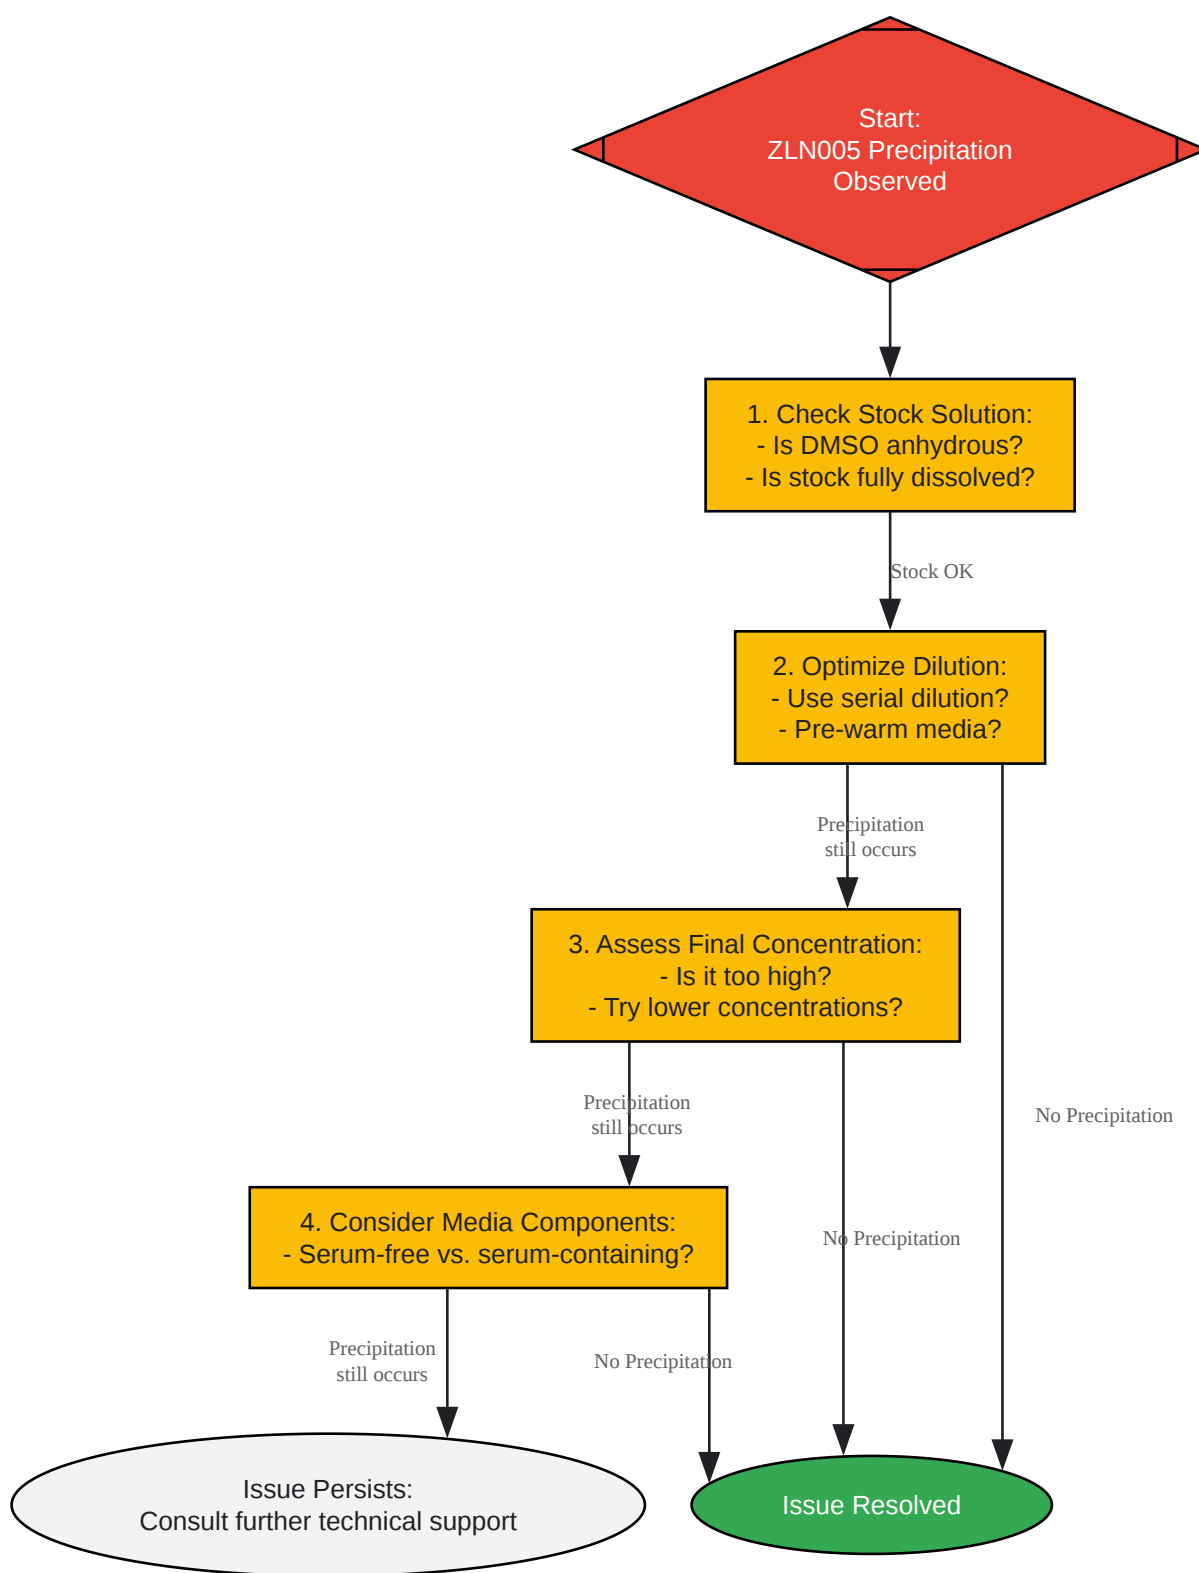 Start:
ZLN005 Precipitation
Observed
1. Check Stock Solution:
- Is DMSO anhydrous?
- Is stock fully dissolved?
Stock OK
2. Optimize Dilution:
- Use serial dilution?
- Pre-warm media?
Precipitation
still occurs
3. Assess Final Concentration:
- Is it too high?
- Try lower concentrations?
Precipitation
still occurs
No Precipitation
4. Consider Media Components:
- Serum-free vs. serum-containing?
No Precipitation
Precipitation
still occurs
No Precipitation
Issue Persists:
Consult further technical support
Issue Resolved